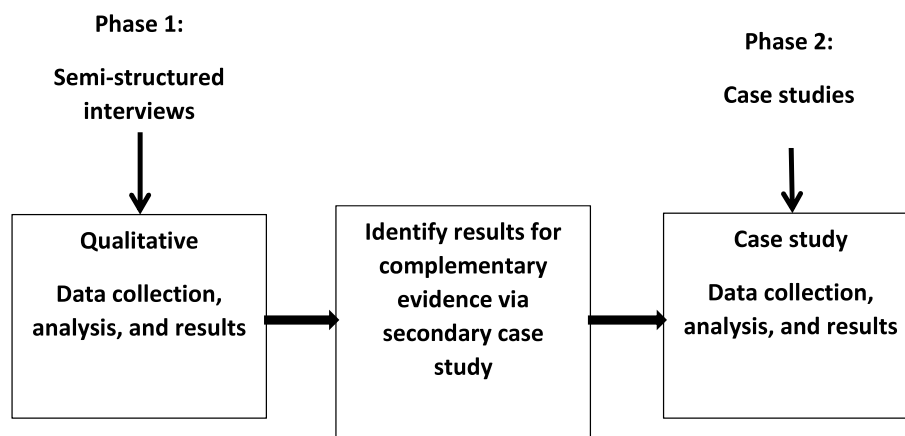 Phase 1:
Semi-structured
interviews
Phase 2:
Case studies
Qualitative
Data collection,
analysis, and results
Identify results for
complementary
evidence via
secondary case
study
Case study
Data collection,
analysis, and results